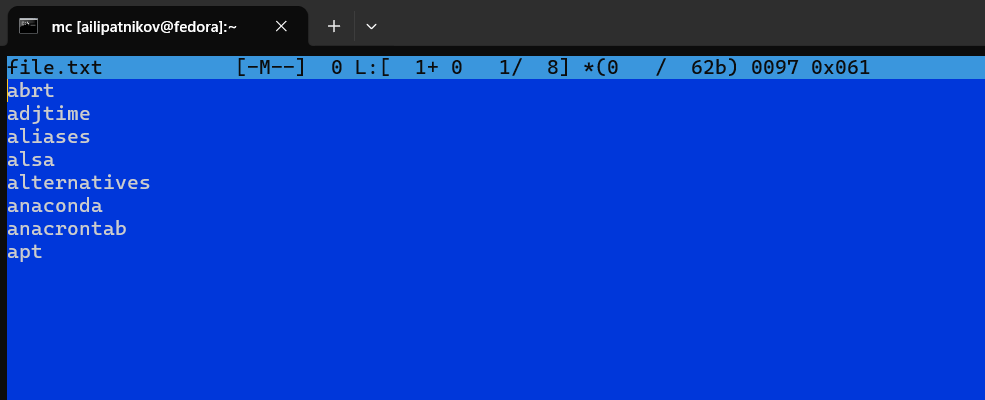 mc [ailipatnikov@fedora]:~
file.txt [-M--] 0 L:[ 1+ 0 1/ 8] *(0 / 62b) 0097 0x061
abrt
adjtime
aliases
alsa
alternatives
anaconda
anacrontab
apt